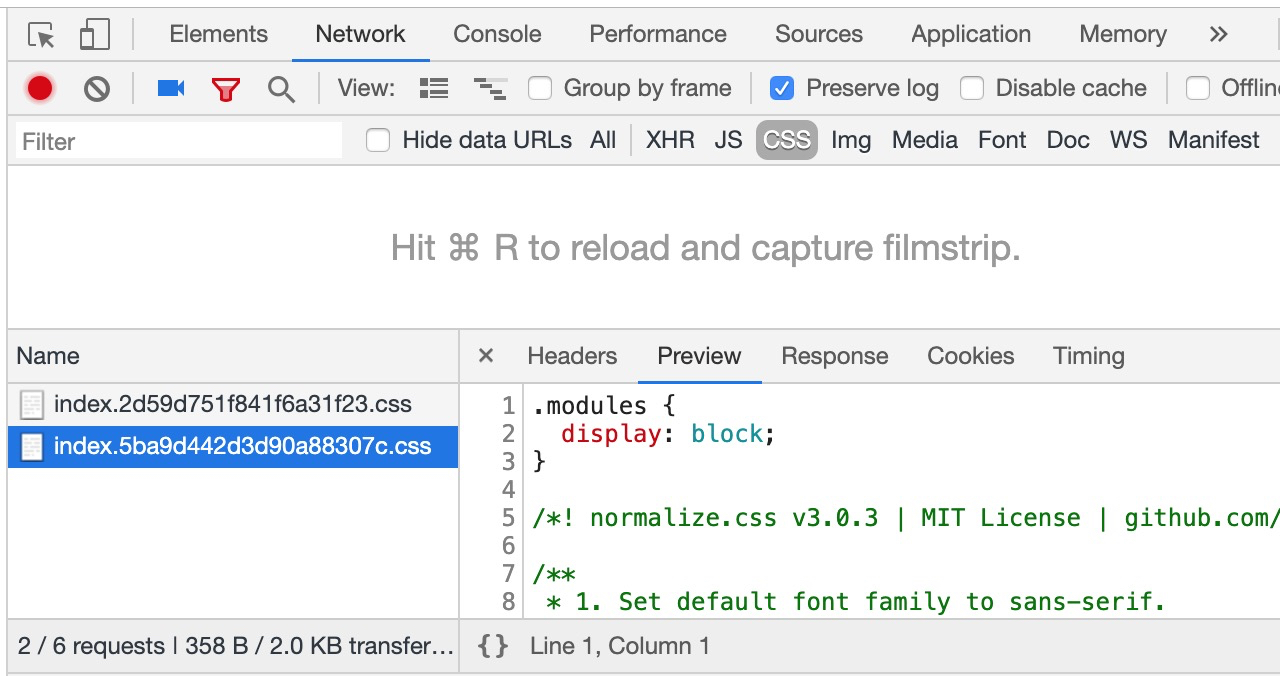 Elements Network Console Performance Sources Application Memory »
View: Group by frame Preserve log Disable cache Offlin
Filter Hide data URLs All XHR JS CSS Img Media Font Doc WS Manifest
Hit ⌘ R to reload and capture filmstrip.
Name
× Headers Preview Response Cookies Timing
index.2d59d751f841f6a31f23.css
index.5ba9d442d3d90a88307c.css
1 .modules {
2 display: block;
3 }
4
5 /*! normalize.css v3.0.3 | MIT License | github.com/
6
7 /**
8 * 1. Set default font family to sans-serif.
2 / 6 requests | 358 B / 2.0 KB transfer…
{} Line 1, Column 1